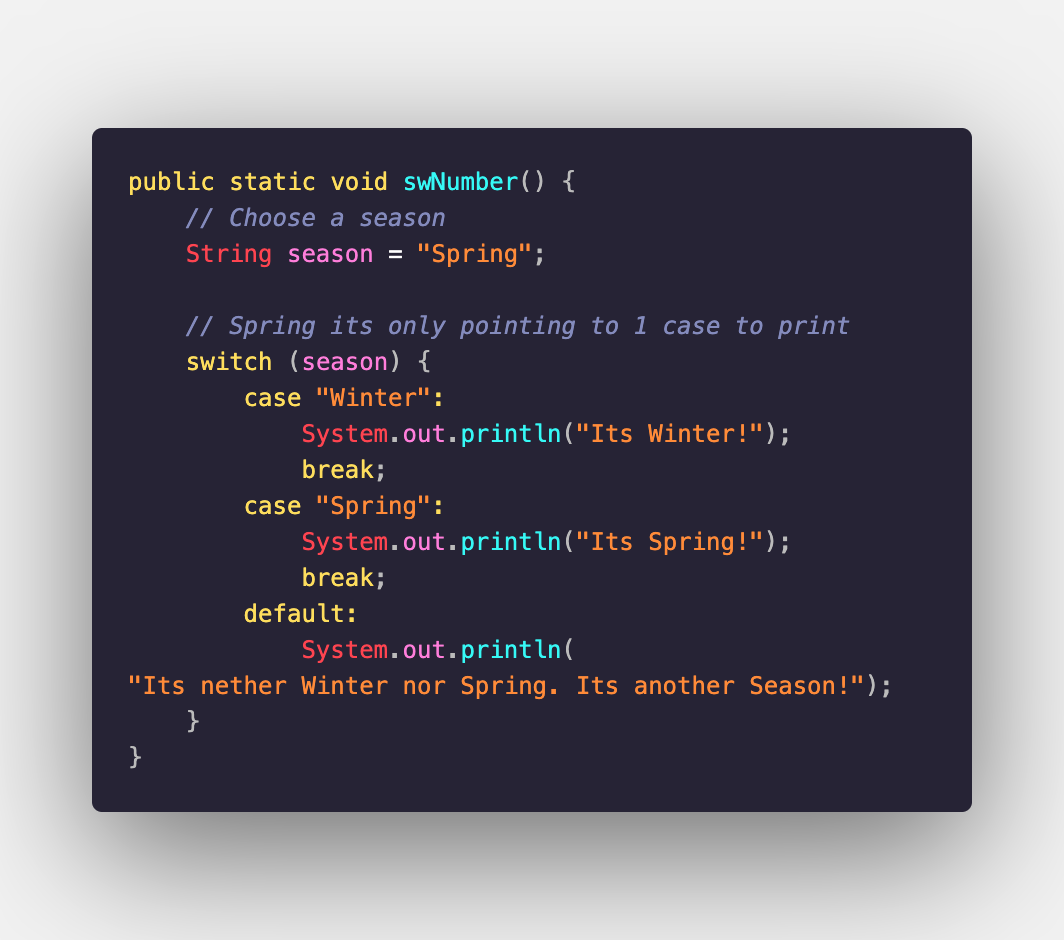 public static void swNumber() {
    // Choose a season
    String season = "Spring";

    // Spring its only pointing to 1 case to print
    switch (season) {
        case "Winter":
            System.out.println("Its Winter!");
            break;
        case "Spring":
            System.out.println("Its Spring!");
            break;
        default:
            System.out.println(
"Its nether Winter nor Spring. Its another Season!");
    }
}